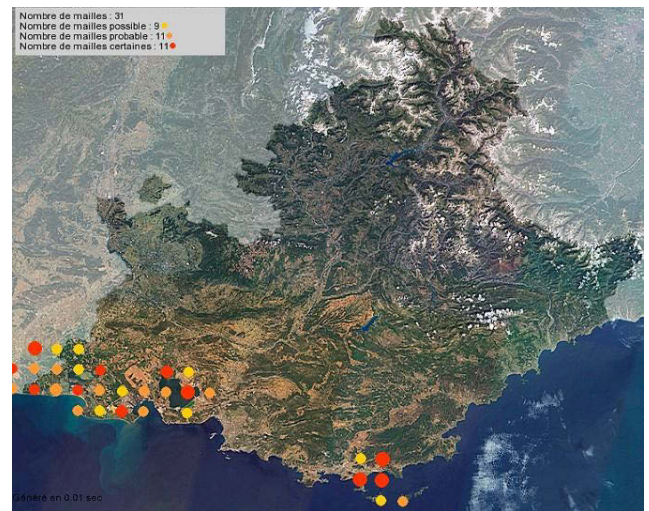 Nombre de mailles : 31
Nombre de mailles possible : 9
Nombre de mailles probable : 11
Nombre de mailles certaines : 11
Généré en 0.01 sec